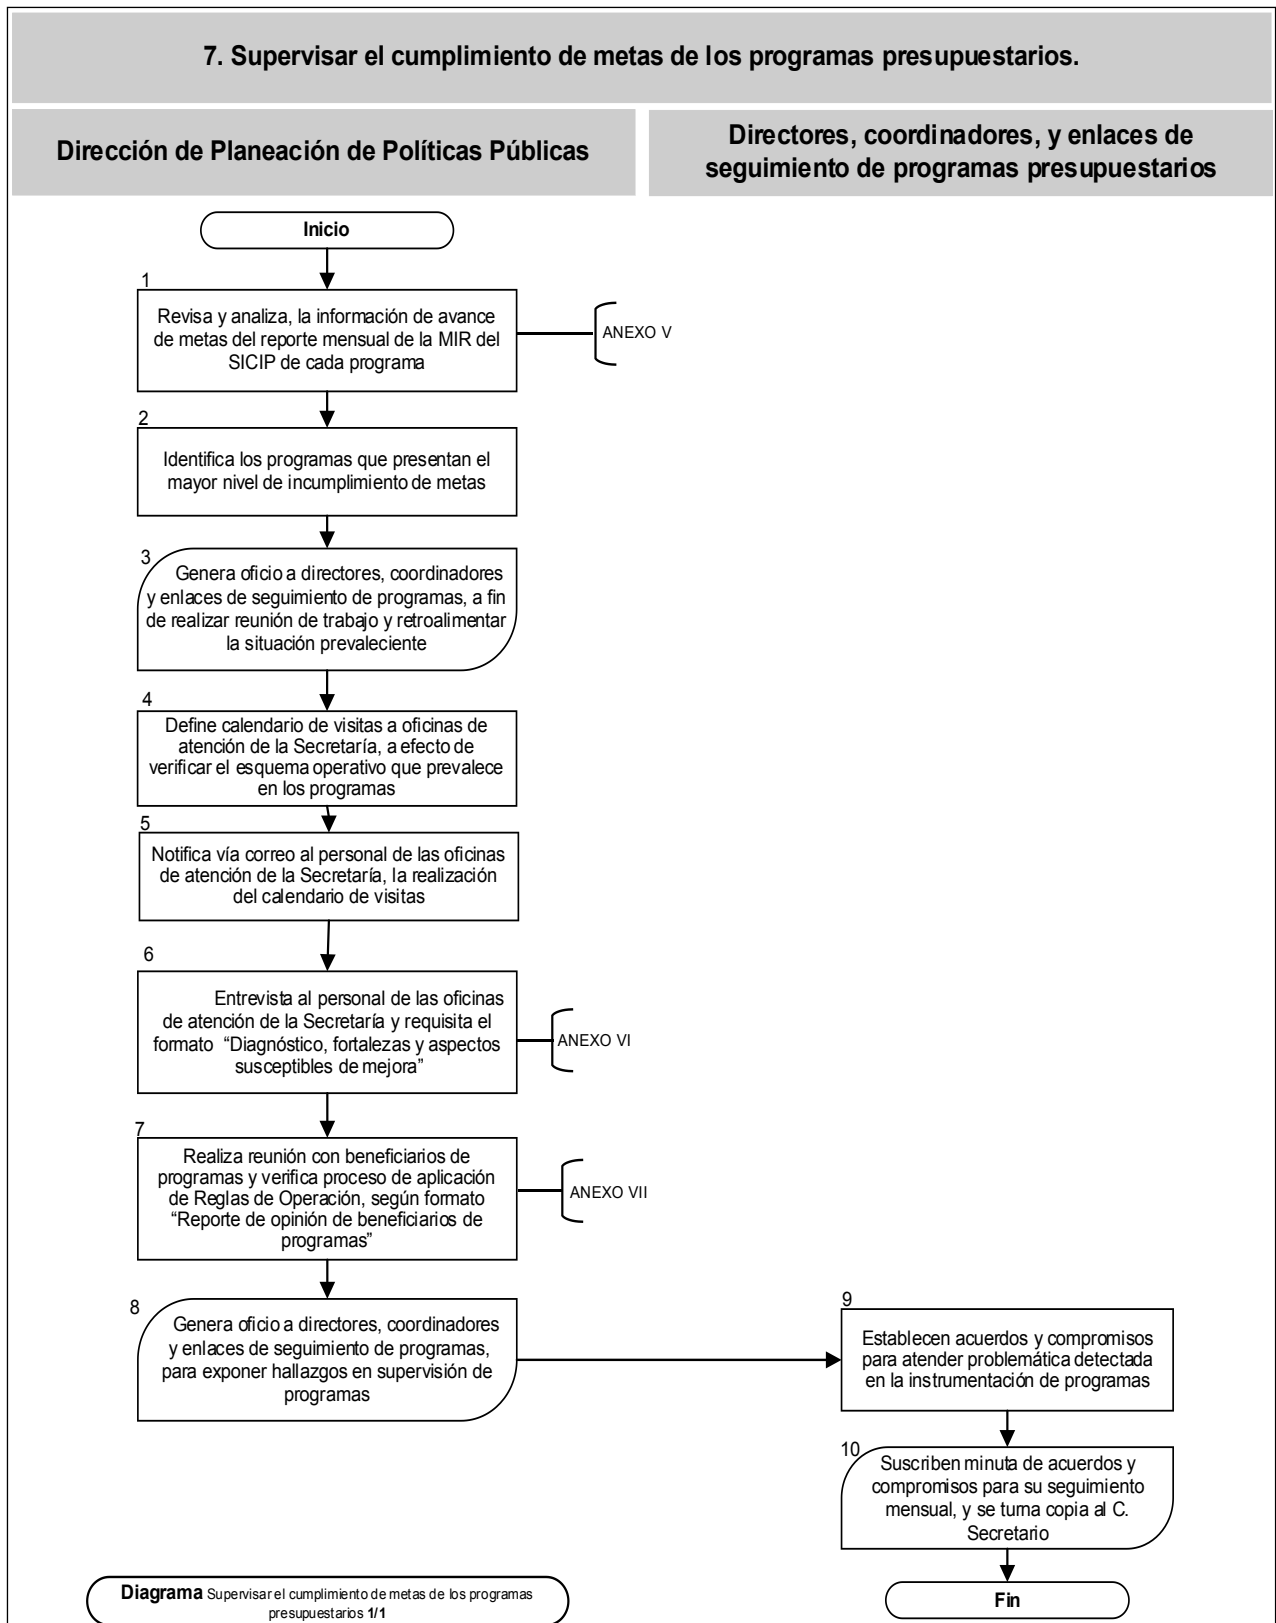 7. Supervisar el cumplimiento de metas de los programas presupuestarios.
Dirección de Planeación de Políticas Públicas
Directores, coordinadores, y enlaces de
seguimiento de programas presupuestarios
Inicio
1
Revisa y analiza, la información de avance
de metas del reporte mensual de la MIR del
SICIP de cada programa
ANEXO V
2
Identifica los programas que presentan el
mayor nivel de incumplimiento de metas
3
Genera oficio a directores, coordinadores
y enlaces de seguimiento de programas, a fin
de realizar reunión de trabajo y retroalimentar
la situación prevaleciente
4
Define calendario de visitas a oficinas de
atención de la Secretaría, a efecto de
verificar el esquema operativo que prevalece
en los programas
5
Notifica vía correo al personal de las oficinas
de atención de la Secretaría, la realización
del calendario de visitas
6
Entrevista al personal de las oficinas
de atención de la Secretaría y requisita el
formato “Diagnóstico, fortalezas y aspectos
susceptibles de mejora”
ANEXO VI
7
Realiza reunión con beneficiarios de
programas y verifica proceso de aplicación
de Reglas de Operación, según formato
“Reporte de opinión de beneficiarios de
programas”
ANEXO VII
8
Genera oficio a directores, coordinadores
y enlaces de seguimiento de programas,
para exponer hallazgos en supervisión de
programas
9
Establecen acuerdos y compromisos
para atender problemática detectada
en la instrumentación de programas
10
Suscriben minuta de acuerdos y
compromisos para su seguimiento
mensual, y se turna copia al C.
Secretario
Fin
Diagrama Supervisar el cumplimiento de metas de los programas
presupuestarios 1/1